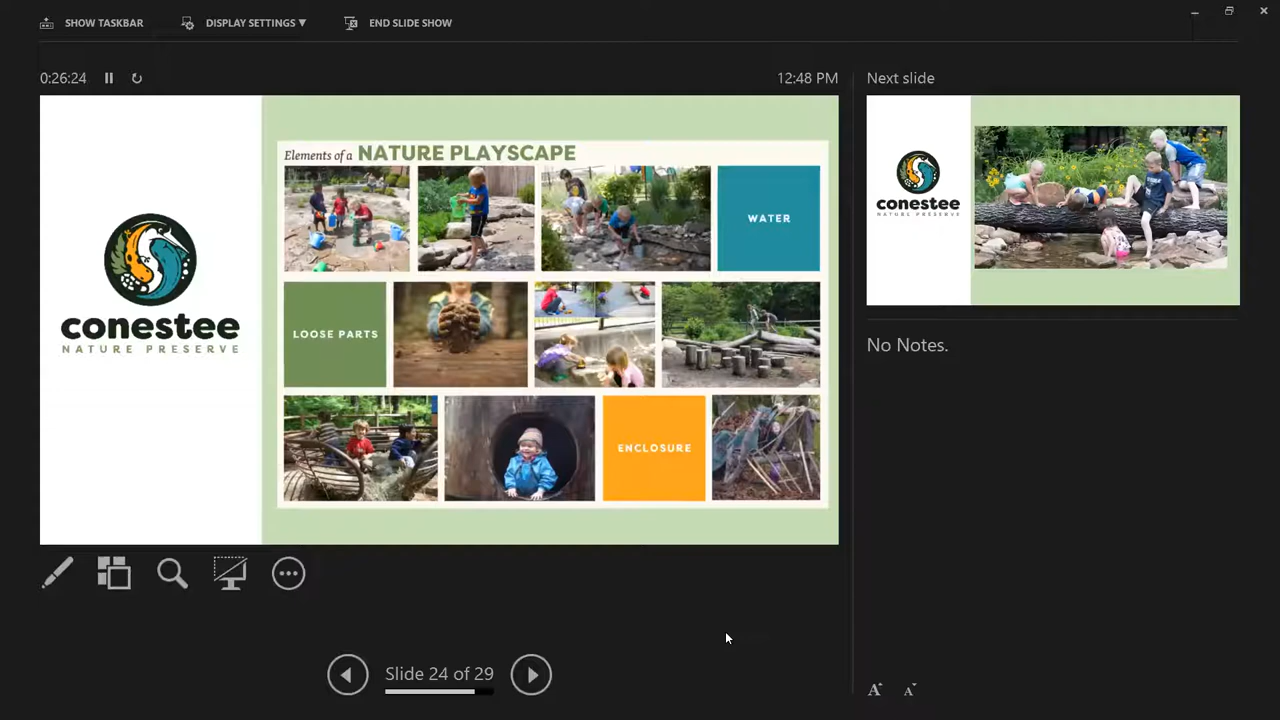 SHOW TASKBAR
DISPLAY SETTINGS ▼
END SLIDE SHOW
0:26:24
12:48 PM
Next slide
Elements of a NATURE PLAYSCAPE
WATER
LOOSE PARTS
ENCLOSURE
conestee
NATURE PRESERVE
conestee
NATURE PRESERVE
No Notes.
Slide 24 of 29
A A